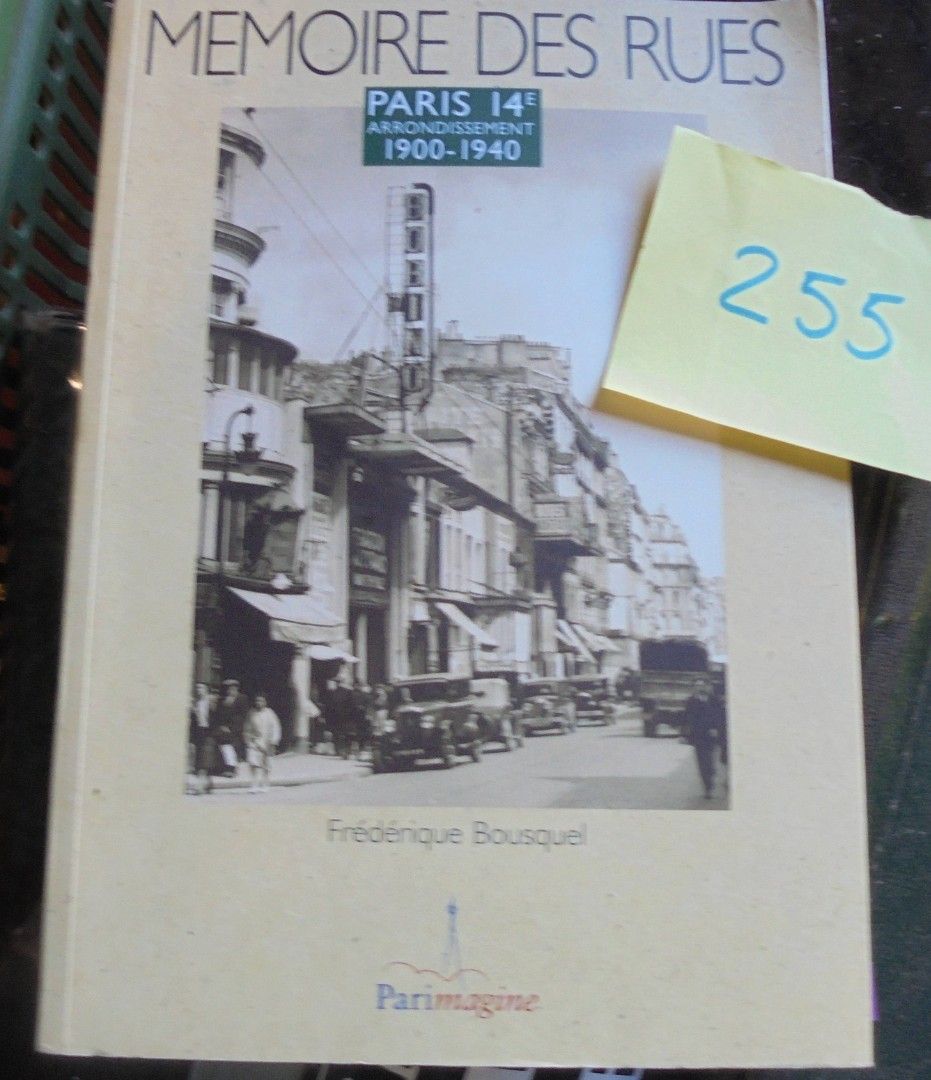 MEMOIRE DES RUES
PARIS 14E
ARRONDISSEMENT
1900-1940
255
Frédérique Bousquel
Parimagine